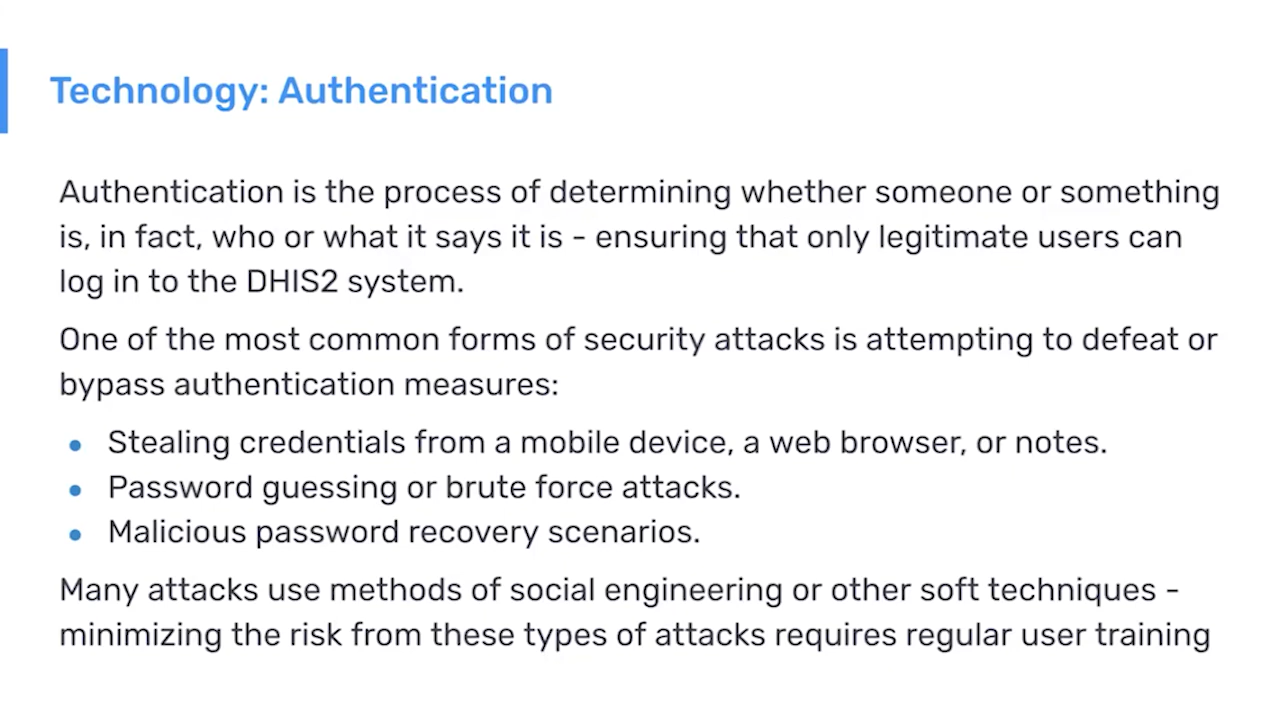 Technology: Authentication
Authentication is the process of determining whether someone or something
is, in fact, who or what it says it is - ensuring that only legitimate users can
log in to the DHIS2 system.
One of the most common forms of security attacks is attempting to defeat or
bypass authentication measures:
• Stealing credentials from a mobile device, a web browser, or notes.
• Password guessing or brute force attacks.
• Malicious password recovery scenarios.
Many attacks use methods of social engineering or other soft techniques -
minimizing the risk from these types of attacks requires regular user training